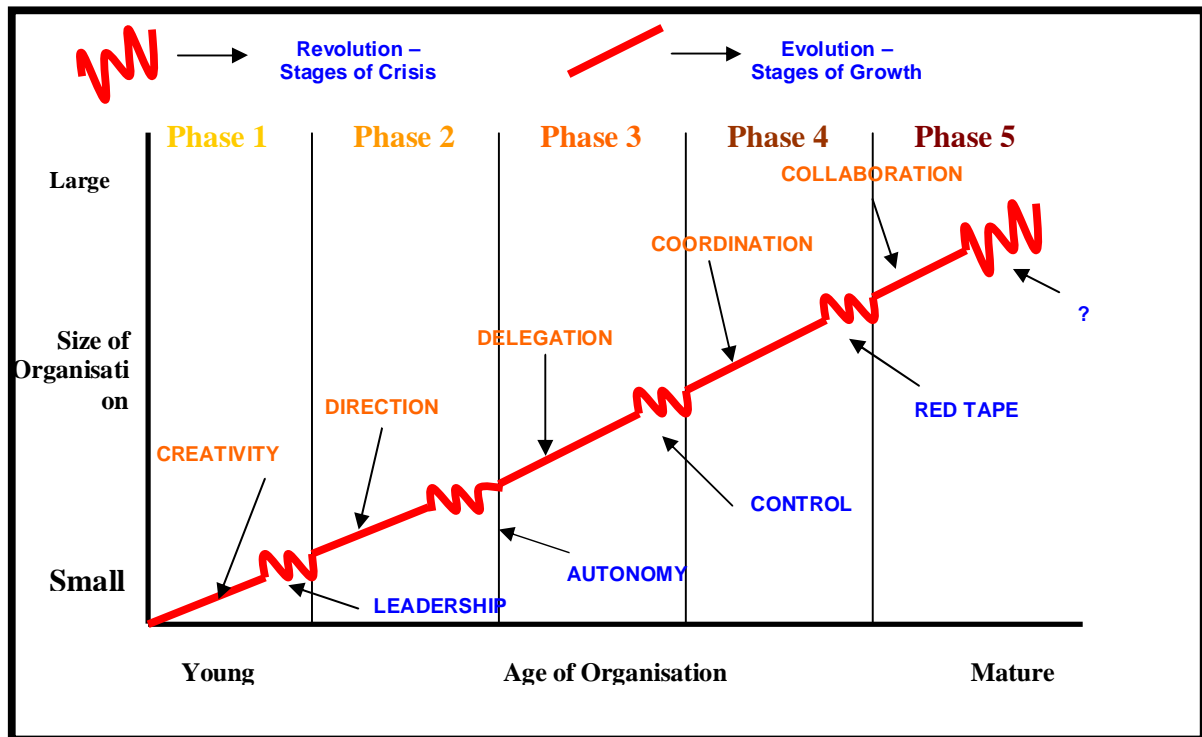 Revolution –
Stages of Crisis
Evolution –
Stages of Growth
Phase 1
Phase 2
Phase 3
Phase 4
Phase 5
Large
COLLABORATION
COORDINATION
?
Size of
Organisati
on
DELEGATION
RED TAPE
DIRECTION
CREATIVITY
CONTROL
Small
AUTONOMY
LEADERSHIP
Young
Age of Organisation
Mature